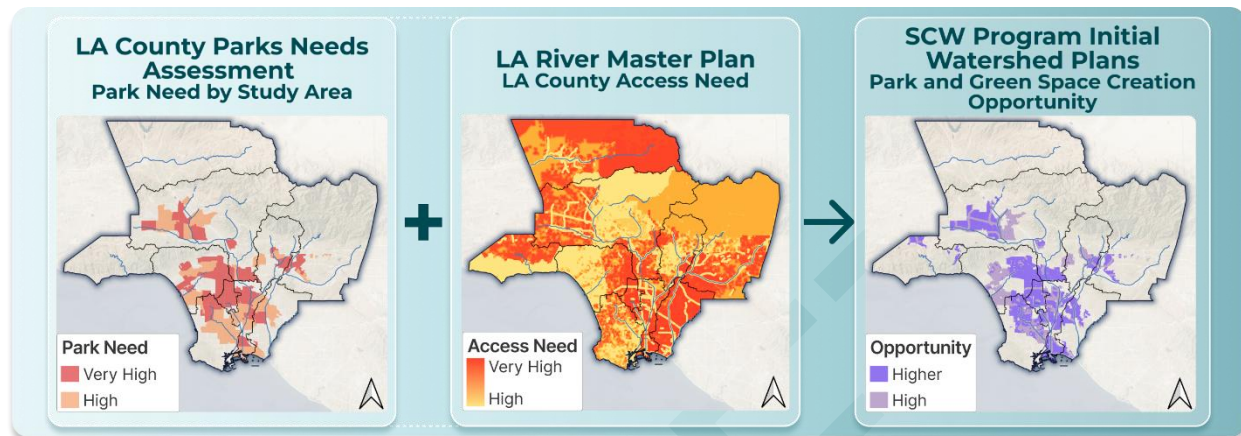 LA County Parks Needs
Assessment
Park Need by Study Area
Park Need
Very High
High
+
LA River Master Plan
LA County Access Need
Access Need
Very High
High
SCW Program Initial
Watershed Plans
Park and Green Space Creation
Opportunity
Opportunity
Higher
High